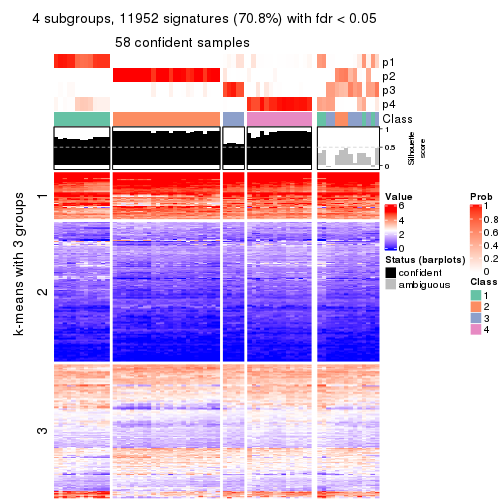 4 subgroups, 11952 signatures (70.8%) with fdr < 0.05
58 confident samples
p1
p2
p3
p4
Class
1
0.5
0
Silhouette
score
k-means with 3 groups
1
2
3
Value
6
4
2
0
Status (barplots)
confident
ambiguous
Prob
1
0.8
0.6
0.4
0.2
0
Class
1
2
3
4